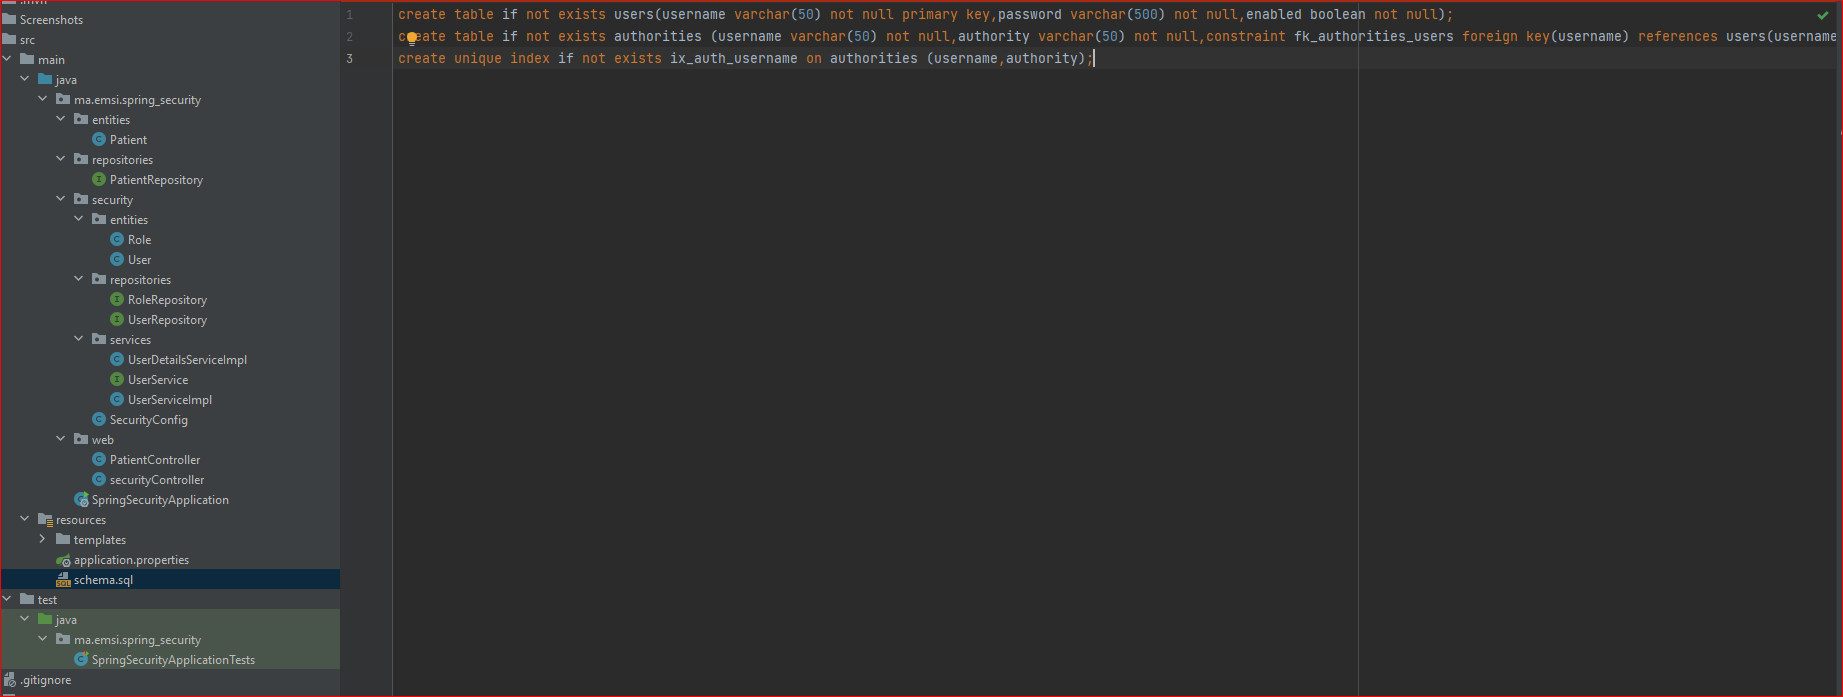 Screenshots
src
main
java
ma.emsi.spring_security
entities
Patient
repositories
PatientRepository
security
entities
Role
User
repositories
RoleRepository
UserRepository
services
UserDetailsServiceImpl
UserService
UserServiceImpl
SecurityConfig
web
PatientController
securityController
SpringSecurityApplication
resources
templates
application.properties
schema.sql
test
java
ma.emsi.spring_security
SpringSecurityApplicationTests
.gitignore
1 create table if not exists users(username varchar(50) not null primary key,password varchar(500) not null,enabled boolean not null);
2 create table if not exists authorities (username varchar(50) not null,authority varchar(50) not null,constraint fk_authorities_users foreign key(username) references users(username
3 create unique index if not exists ix_auth_username on authorities (username,authority);